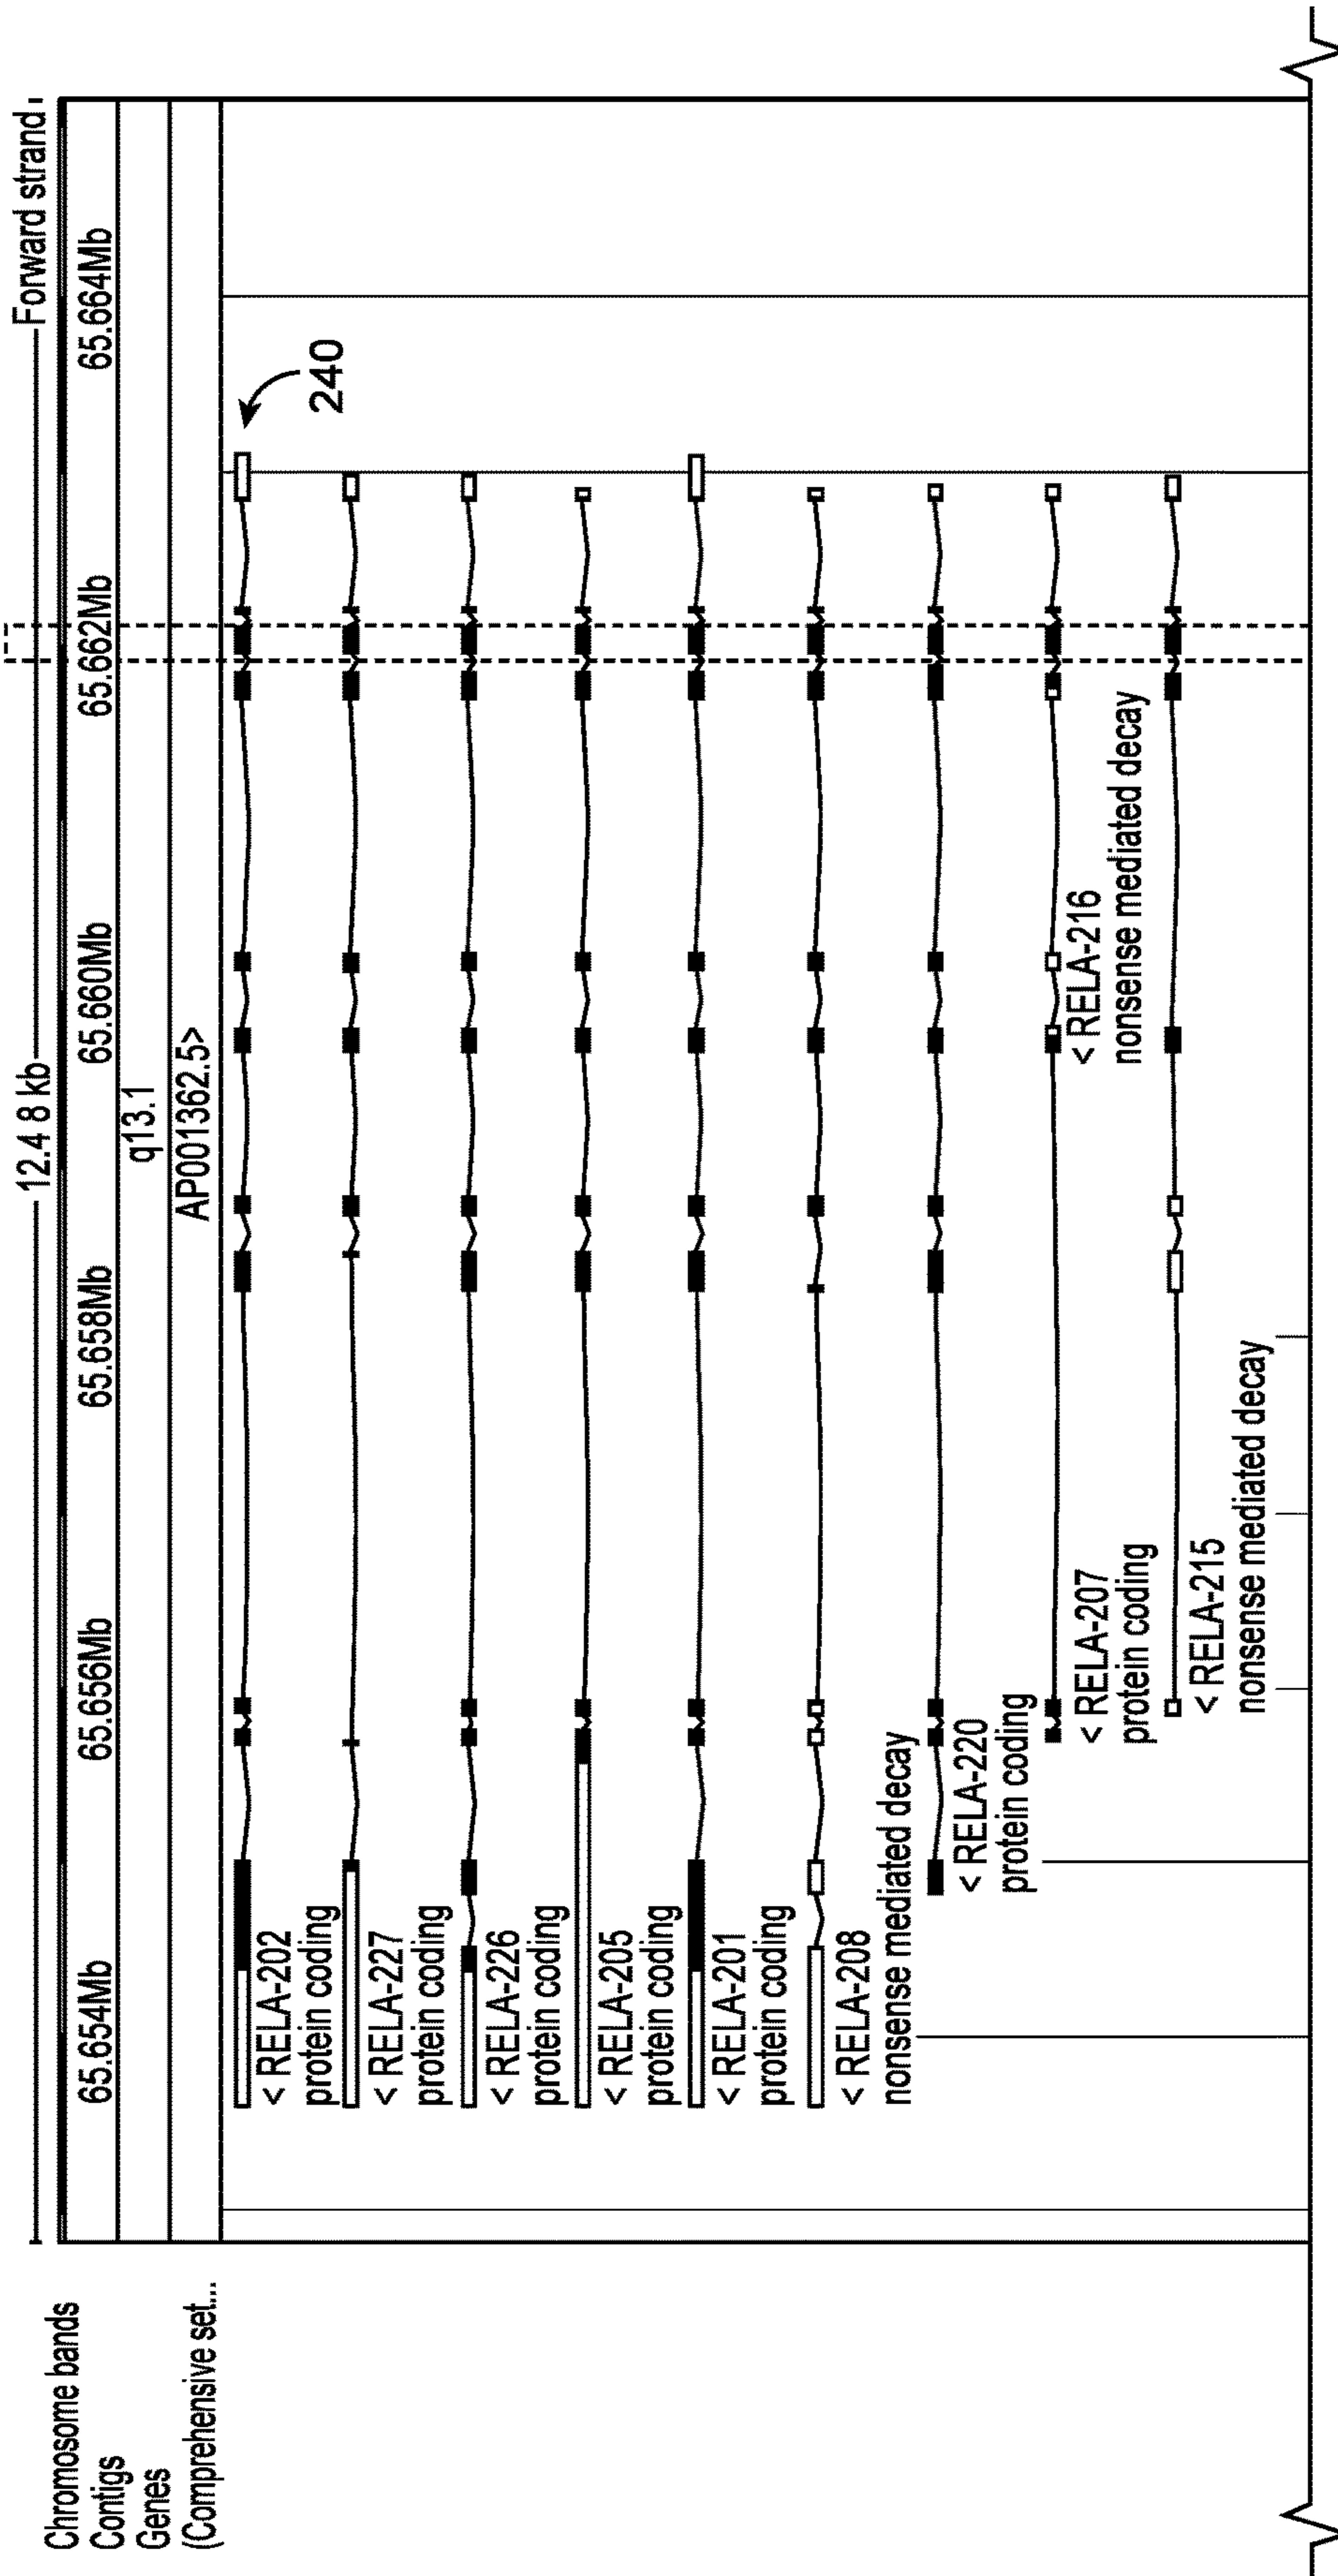 12.4 8 kb
Forward strand
Chromosome bands
65.654Mb
65.656Mb
65.658Mb
65.660Mb
65.662Mb
65.664Mb
Contigs
q13.1
Genes
AP001362.5>
(Comprehensive set...
240
< RELA-202
protein coding
< RELA-227
protein coding
< RELA-226
protein coding
< RELA-205
protein coding
< RELA-201
protein coding
< RELA-208
nonsense mediated decay
< RELA-220
protein coding
< RELA-216
nonsense mediated decay
< RELA-207
protein coding
< RELA-215
nonsense mediated decay